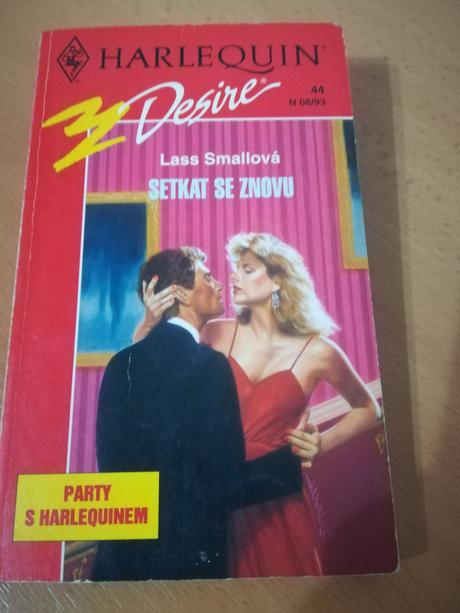 HARLEQUIN®
Desire®
44
N 08/93
Lass Smallová
SETKAT SE ZNOVU
PARTY
S HARLEQUINEM